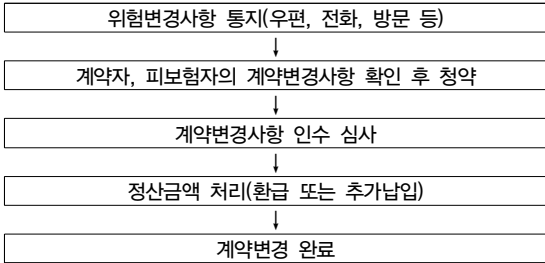 위험변경사항 통지(우편, 전화, 방문 등)
계약자, 피보험자의 계약변경사항 확인 후 청약
계약변경사항 인수 심사
정산금액 처리(환급 또는 추가납입)
계약변경 완료